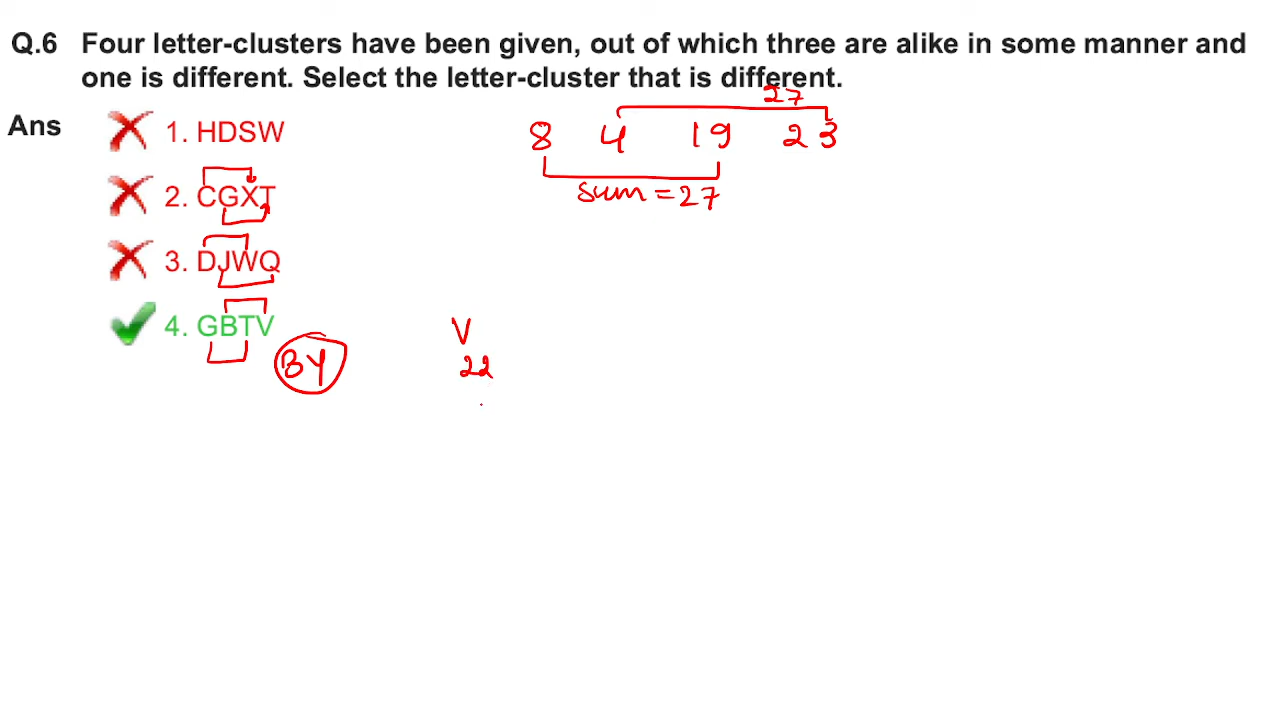 Q.6 Four letter-clusters have been given, out of which three are alike in some manner and
one is different. Select the letter-cluster that is different.
27
Ans
1. HDSW
8 4 19 23
2. CGXT
sum = 27
3. DJWQ
4. GBTV
V
BY
22